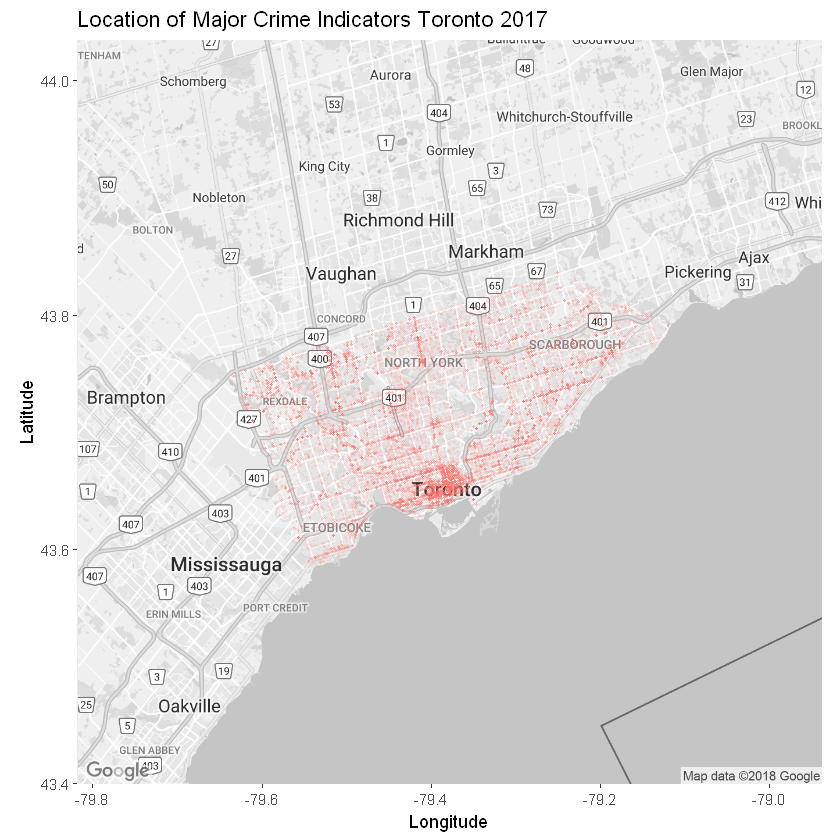 Location of Major Crime Indicators Toronto 2017
TENHAM
27
Schomberg
Aurora
48
Glen Major
12
53
404
Whitchurch-Stouffville
23
BROOKL
1
Gormley
King City
3
50
Nobleton
38
65
412
Whi
BOLTON
Richmond Hill
73
d
35
Markham
Vaughan
67
Pickering
Ajax
65
31
1
404
CONCORD
407
401
400
NORTH YORK
SCARBOROUGH
Brampton
REXDALE
401
427
107
410
1
401
Toronto
403
407
ETOBICOKE
407
Mississauga
1
403
ERIN MILLS
PORT CREDIT
19
3
25
Oakville
5
GLEN ABBEY
403
Google
Map data ©2018 Google
44.0
43.8
43.6
43.4
Latitude
-79.8
-79.6
-79.4
-79.2
-79.0
Longitude